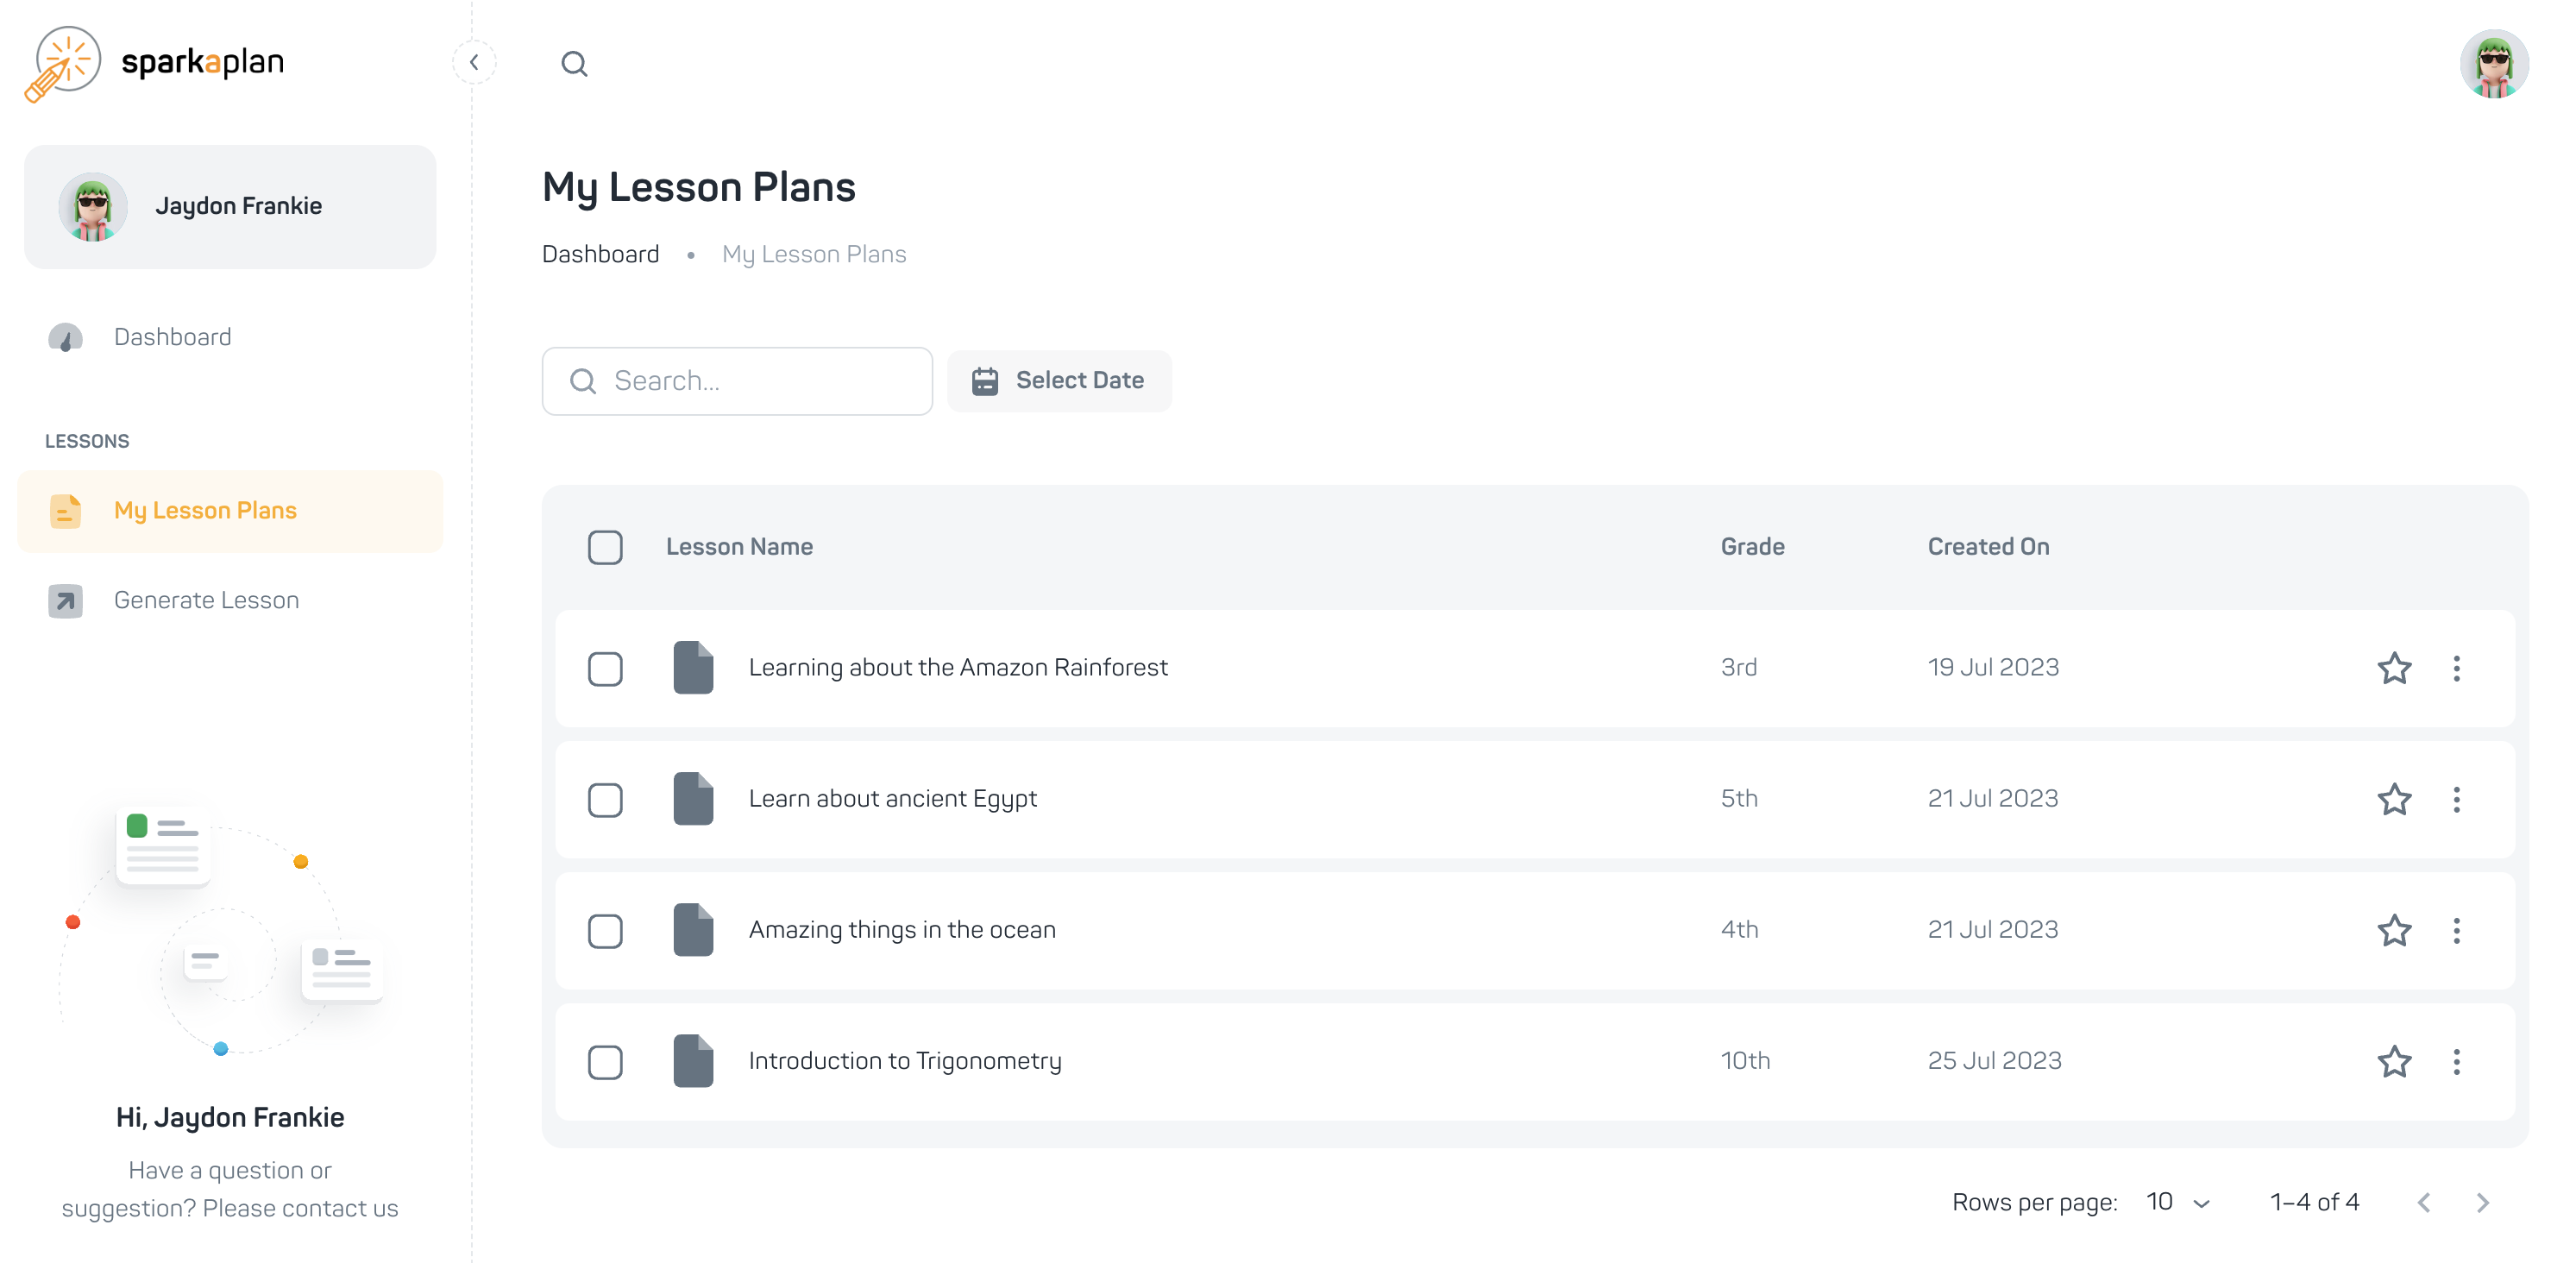 sparkaplan
Jaydon Frankie
Dashboard
LESSONS
My Lesson Plans
Generate Lesson
Hi, Jaydon Frankie
Have a question or
suggestion? Please contact us
My Lesson Plans
Dashboard • My Lesson Plans
Search...
Select Date
Lesson Name Grade Created On
Learning about the Amazon Rainforest 3rd 19 Jul 2023
Learn about ancient Egypt 5th 21 Jul 2023
Amazing things in the ocean 4th 21 Jul 2023
Introduction to Trigonometry 10th 25 Jul 2023
Rows per page: 10 1–4 of 4